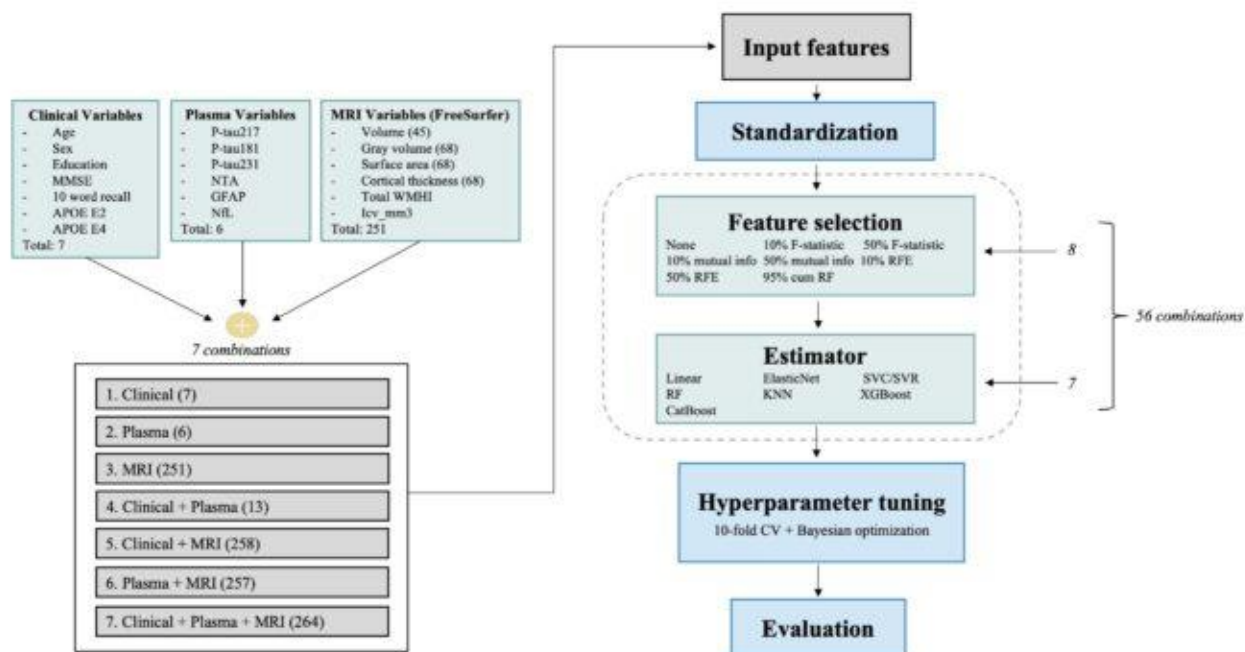 Input features
Clinical Variables
- Age
- Sex
- Education
- MMSE
- 10 word recall
- APOE E2
- APOE E4
Total: 7
Plasma Variables
- P-tau217
- P-tau181
- P-tau231
- NTA
- GFAP
- NfL
Total: 6
MRI Variables (FreeSurfer)
- Volume (45)
- Gray volume (68)
- Surface area (68)
- Cortical thickness (68)
- Total WMHI
- Icv_mm3
Total: 251
7 combinations
1. Clinical (7)
2. Plasma (6)
3. MRI (251)
4. Clinical + Plasma (13)
5. Clinical + MRI (258)
6. Plasma + MRI (257)
7. Clinical + Plasma + MRI (264)
Standardization
Feature selection
None 10% F-statistic 50% F-statistic
10% mutual info 50% mutual info 10% RFE
50% RFE 95% cum RF
8
Estimator
Linear ElasticNet SVC/SVR
RF KNN XGBoost
CatBoost
7
56 combinations
Hyperparameter tuning
10-fold CV + Bayesian optimization
Evaluation